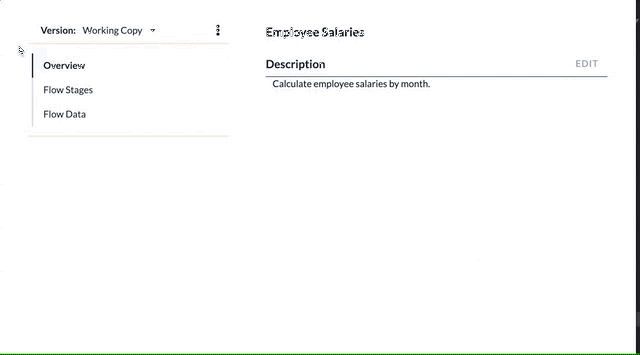 Version: Working Copy
Overview
Flow Stages
Flow Data
Employee Salaries
Description
EDIT
Calculate employee salaries by month.